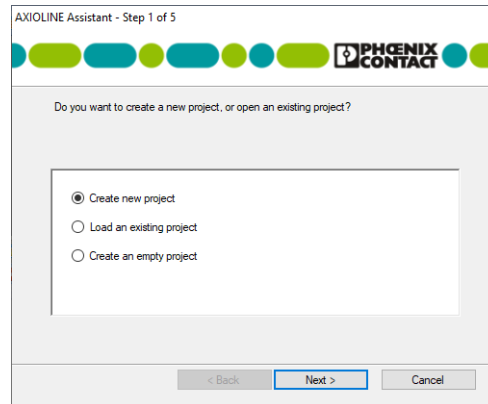 AXIOLINE Assistant - Step 1 of 5
PHŒNIX
CONTACT
Do you want to create a new project, or open an existing project?
Create new project
Load an existing project
Create an empty project
< Back
Next >
Cancel